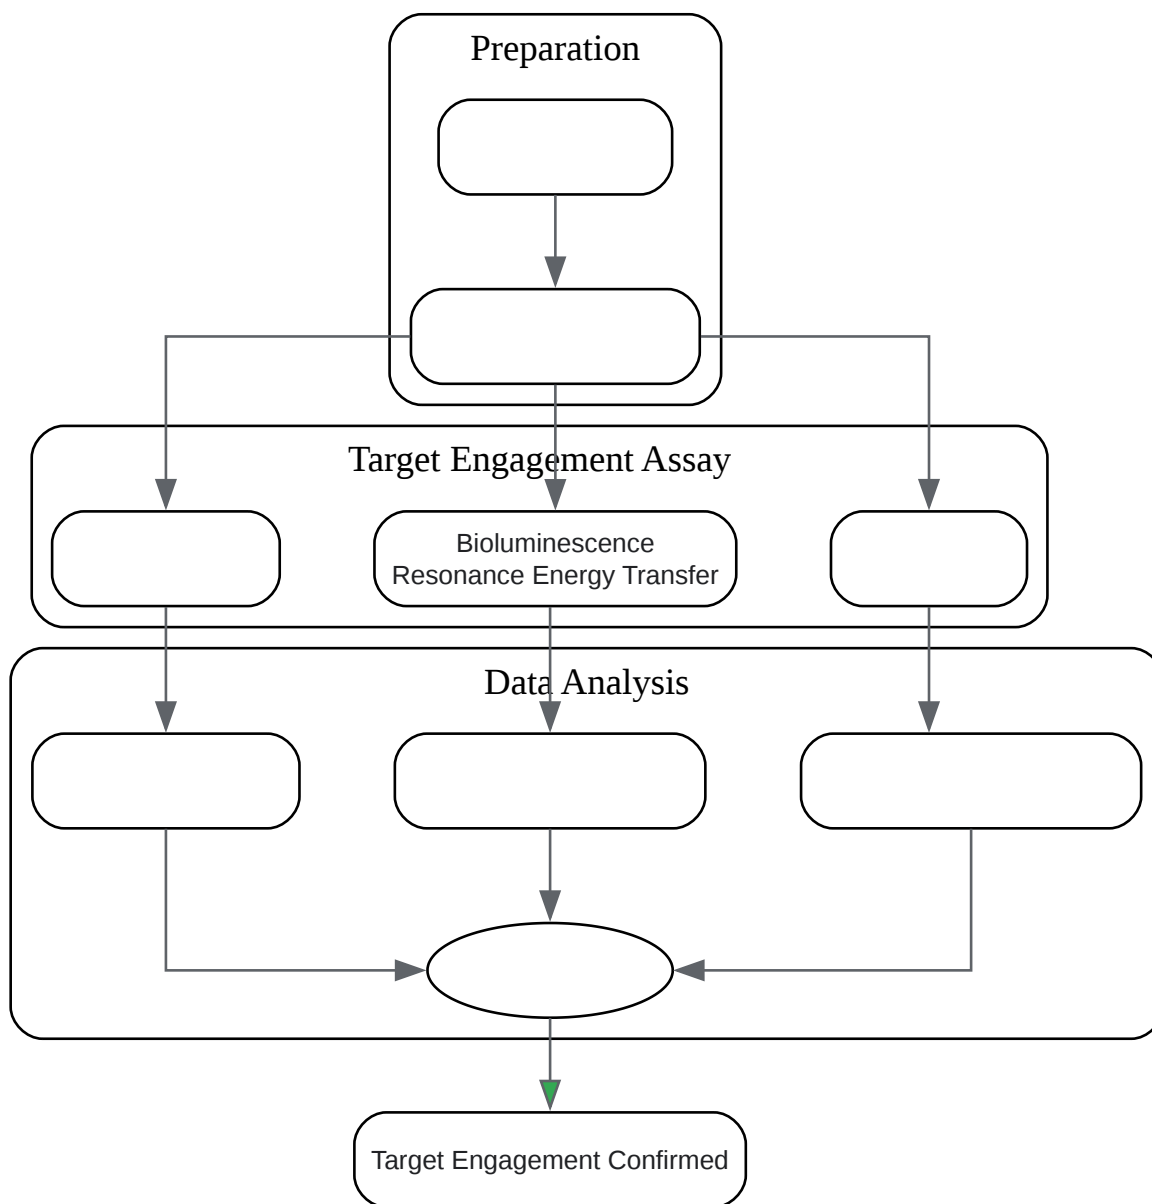 Preparation
Target Engagement Assay
Bioluminescence
Resonance Energy Transfer
Data Analysis
Target Engagement Confirmed